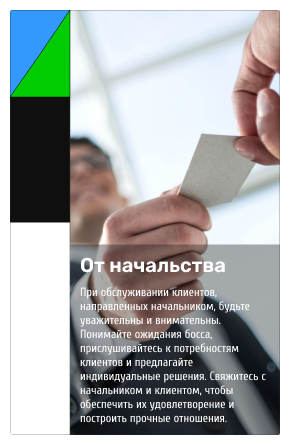 От начальства
При обслуживании клиентов,
направленных начальником, будьте
уважительны и внимательны.
Понимайте ожидания босса,
прислушивайтесь к потребностям
клиентов и предлагайте
индивидуальные решения. Свяжитесь с
начальником и клиентом, чтобы
обеспечить их удовлетворение и
построить прочные отношения.